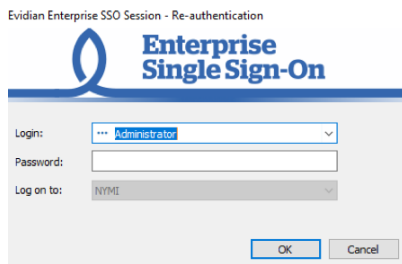 Evidian Enterprise SSO Session - Re-authentication
Enterprise
Single Sign-On
Login: ••• Administrator
Password:
Log on to: NYMI
OK Cancel